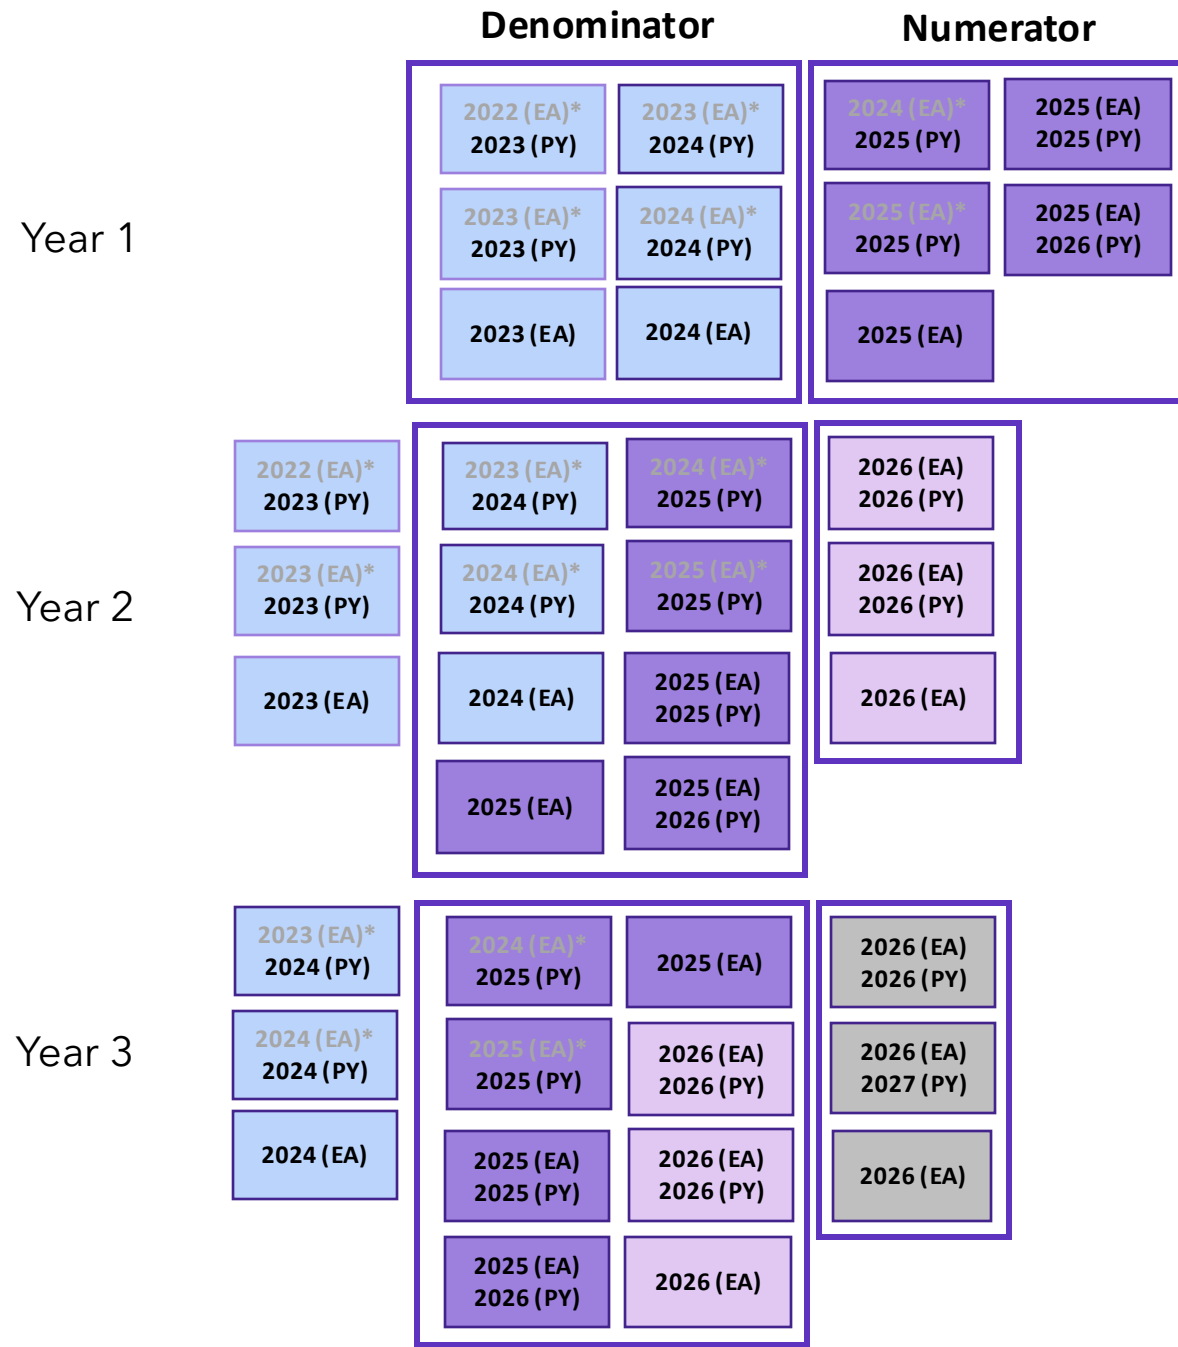 Denominator
Numerator
Year 1
2022 (EA)*
2023 (PY)
2023 (EA)*
2024 (PY)
2023 (EA)*
2023 (PY)
2024 (EA)*
2024 (PY)
2023 (EA)
2024 (EA)
2024 (EA)*
2025 (PY)
2025 (EA)
2025 (PY)
2025 (EA)*
2025 (PY)
2025 (EA)
2026 (PY)
2025 (EA)
Year 2
2022 (EA)*
2023 (PY)
2023 (EA)*
2023 (PY)
2023 (EA)
2023 (EA)*
2024 (PY)
2024 (EA)*
2025 (PY)
2024 (EA)*
2024 (PY)
2025 (EA)*
2025 (PY)
2024 (EA)
2025 (EA)
2025 (PY)
2025 (EA)
2025 (EA)
2026 (PY)
2026 (EA)
2026 (PY)
2026 (EA)
2026 (PY)
2026 (EA)
Year 3
2023 (EA)*
2024 (PY)
2024 (EA)*
2024 (PY)
2024 (EA)
2024 (EA)*
2025 (PY)
2025 (EA)
2025 (EA)*
2025 (PY)
2026 (EA)
2026 (PY)
2025 (EA)
2025 (PY)
2026 (EA)
2026 (PY)
2025 (EA)
2026 (PY)
2026 (EA)
2026 (EA)
2026 (PY)
2026 (EA)
2027 (PY)
2026 (EA)